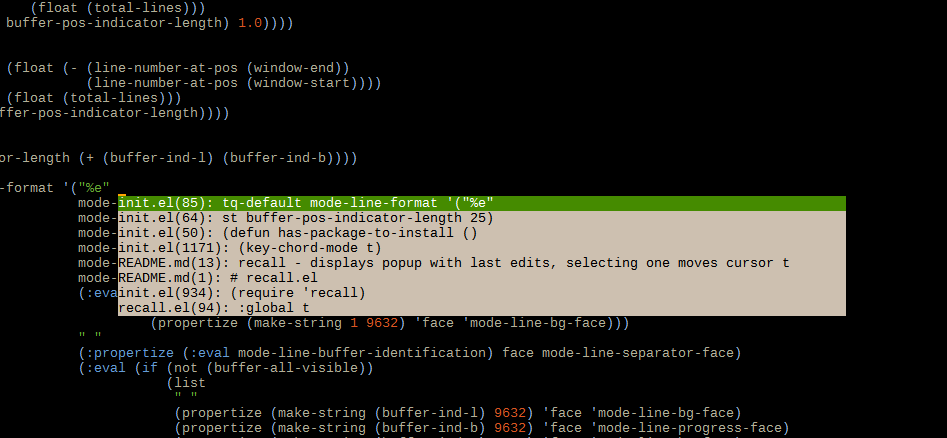 (float (total-lines)))
buffer-pos-indicator-length) 1.0))))
(float (- (line-number-at-pos (window-end))
(line-number-at-pos (window-start))))
(float (total-lines)))
ffer-pos-indicator-length))))
or-length (+ (buffer-ind-l) (buffer-ind-b))))
-format '("%e"
mode-init.el(85): tq-default mode-line-format '("%e"
mode-init.el(64): st buffer-pos-indicator-length 25)
mode-init.el(50): (defun has-package-to-install ()
mode-init.el(1171): (key-chord-mode t)
mode-README.md(13): recall - displays popup with last edits, selecting one moves cursor t
mode-README.md(1): # recall.el
(:evainit.el(934): (require 'recall)
recall.el(94): :global t
(propertize (make-string 1 9632) 'face 'mode-line-bg-face)))
" "
(:propertize (:eval mode-line-buffer-identification) face mode-line-separator-face)
(:eval (if (not (buffer-all-visible))
(list
" "
(propertize (make-string (buffer-ind-l) 9632) 'face 'mode-line-bg-face)
(propertize (make-string (buffer-ind-b) 9632) 'face 'mode-line-progress-face)